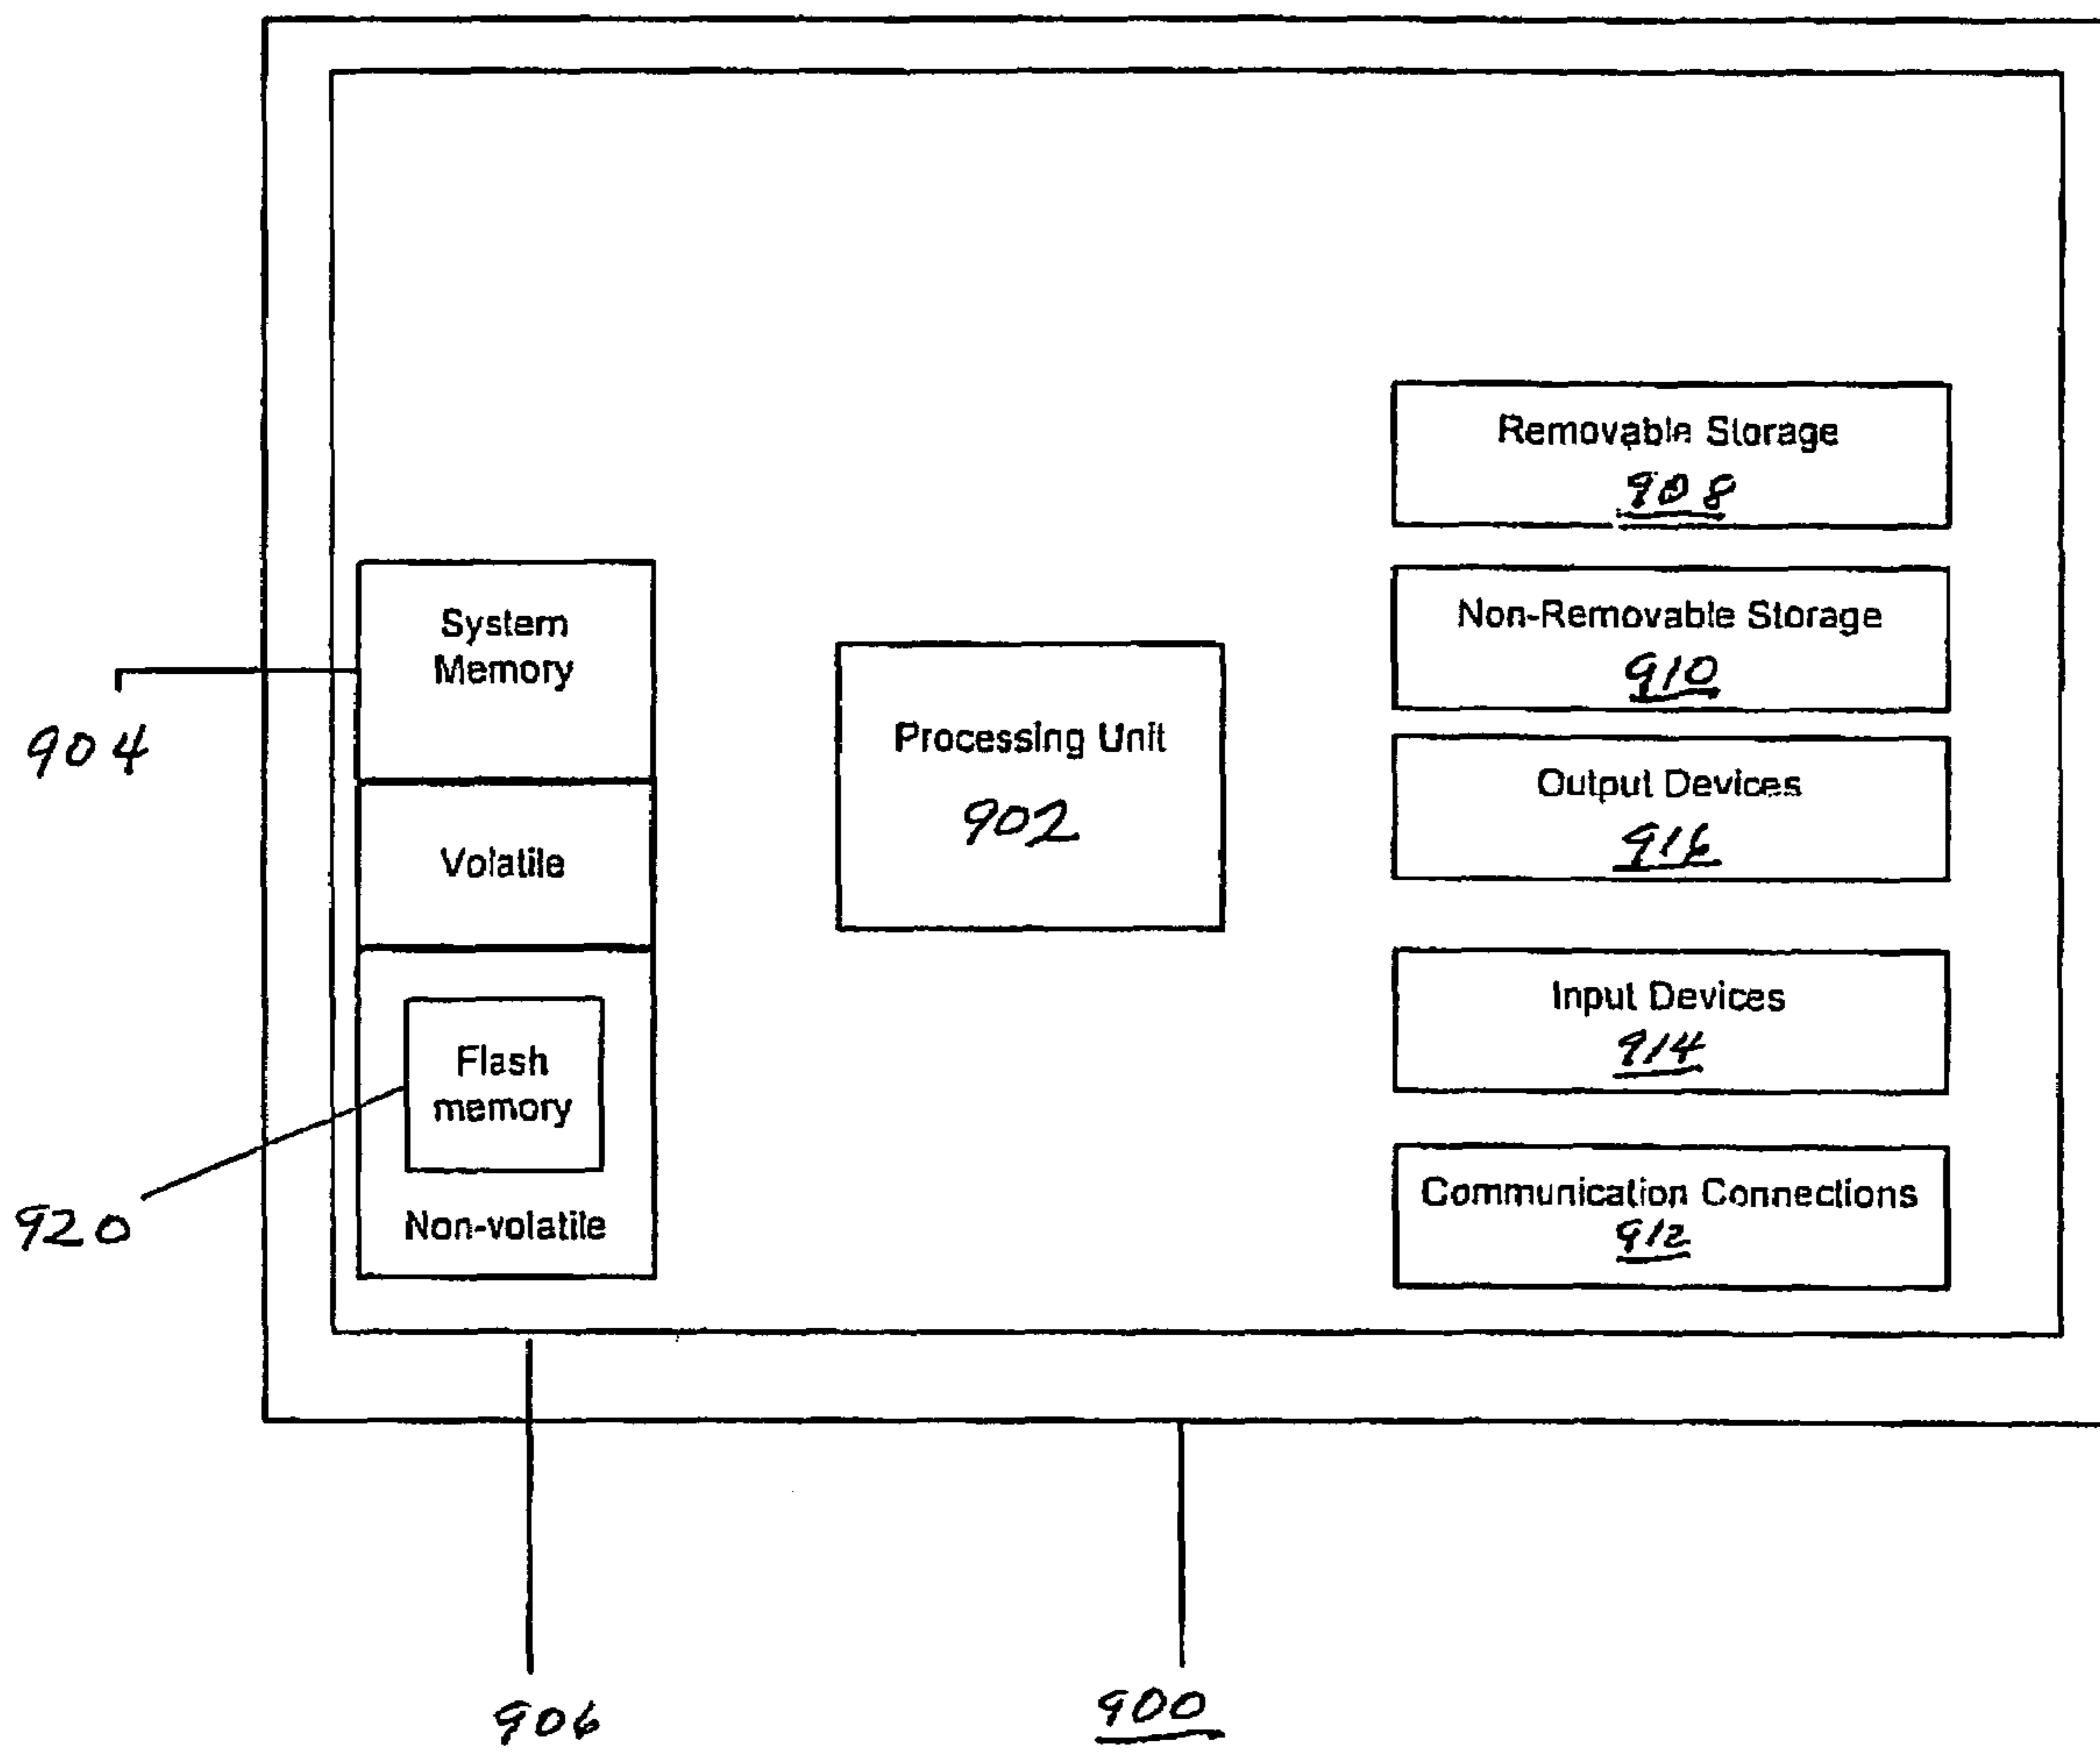 Removable Storage
908
Non-Removable Storage
910
Output Devices
916
Input Devices
914
Communication Connections
912
Processing Unit
902
System
Memory
Volatile
Flash
memory
Non-volatile
904
920
906
900